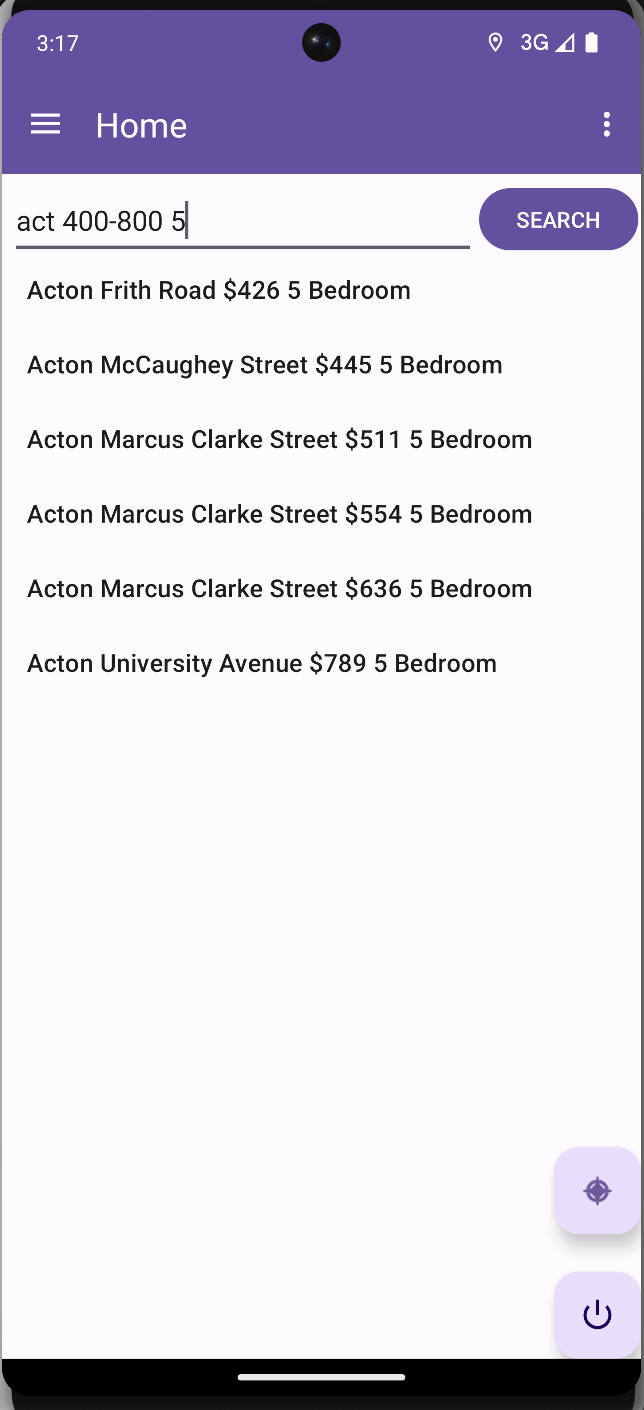 3:17 3G
Home
act 400-800 5 SEARCH
Acton Frith Road $426 5 Bedroom
Acton McCaughey Street $445 5 Bedroom
Acton Marcus Clarke Street $511 5 Bedroom
Acton Marcus Clarke Street $554 5 Bedroom
Acton Marcus Clarke Street $636 5 Bedroom
Acton University Avenue $789 5 Bedroom